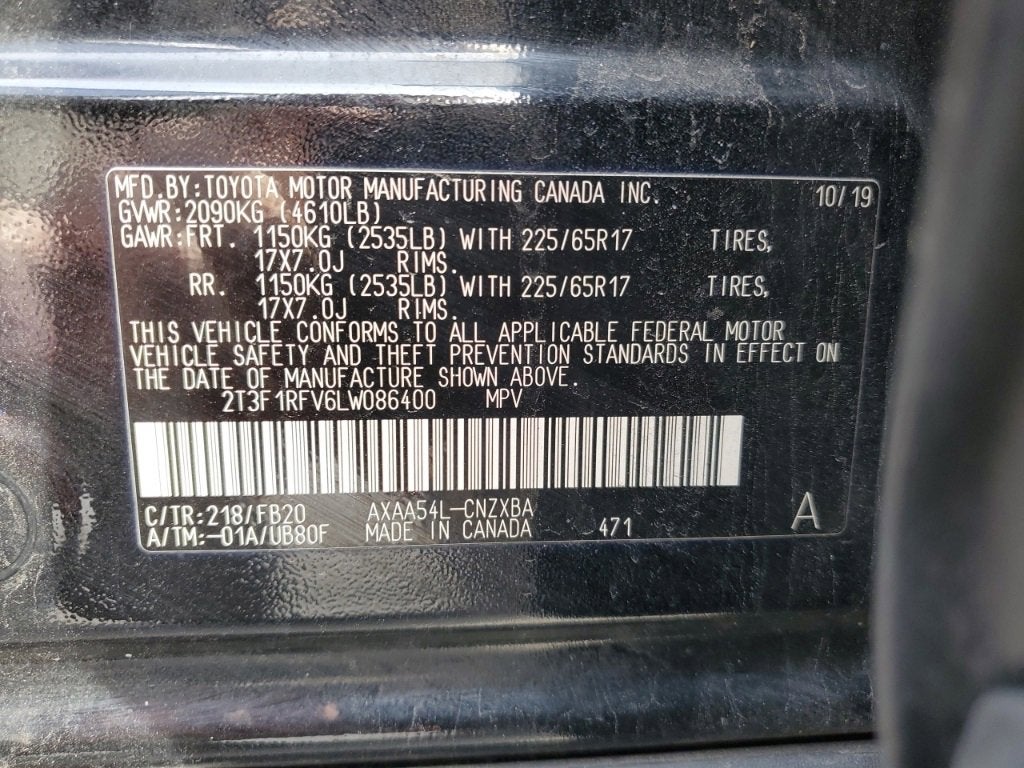 MFD.BY:TOYOTA MOTOR MANUFACTURING CANADA INC. 10/19
GVWR:2090KG (4610LB)
GAWR:FRT. 1150KG (2535LB) WITH 225/65R17 TIRES,
17X7.0J RIMS.
RR. 1150KG (2535LB) WITH 225/65R17 TIRES,
17X7.0J RIMS.
THIS VEHICLE CONFORMS TO ALL APPLICABLE FEDERAL MOTOR
VEHICLE SAFETY AND THEFT PREVENTION STANDARDS IN EFFECT ON
THE DATE OF MANUFACTURE SHOWN ABOVE.
2T3F1RFV6LW086400 MPV
C/TR:218/FB20 AXAA54L-CNZXBA A
A/TM:-01A/UB80F MADE IN CANADA 471